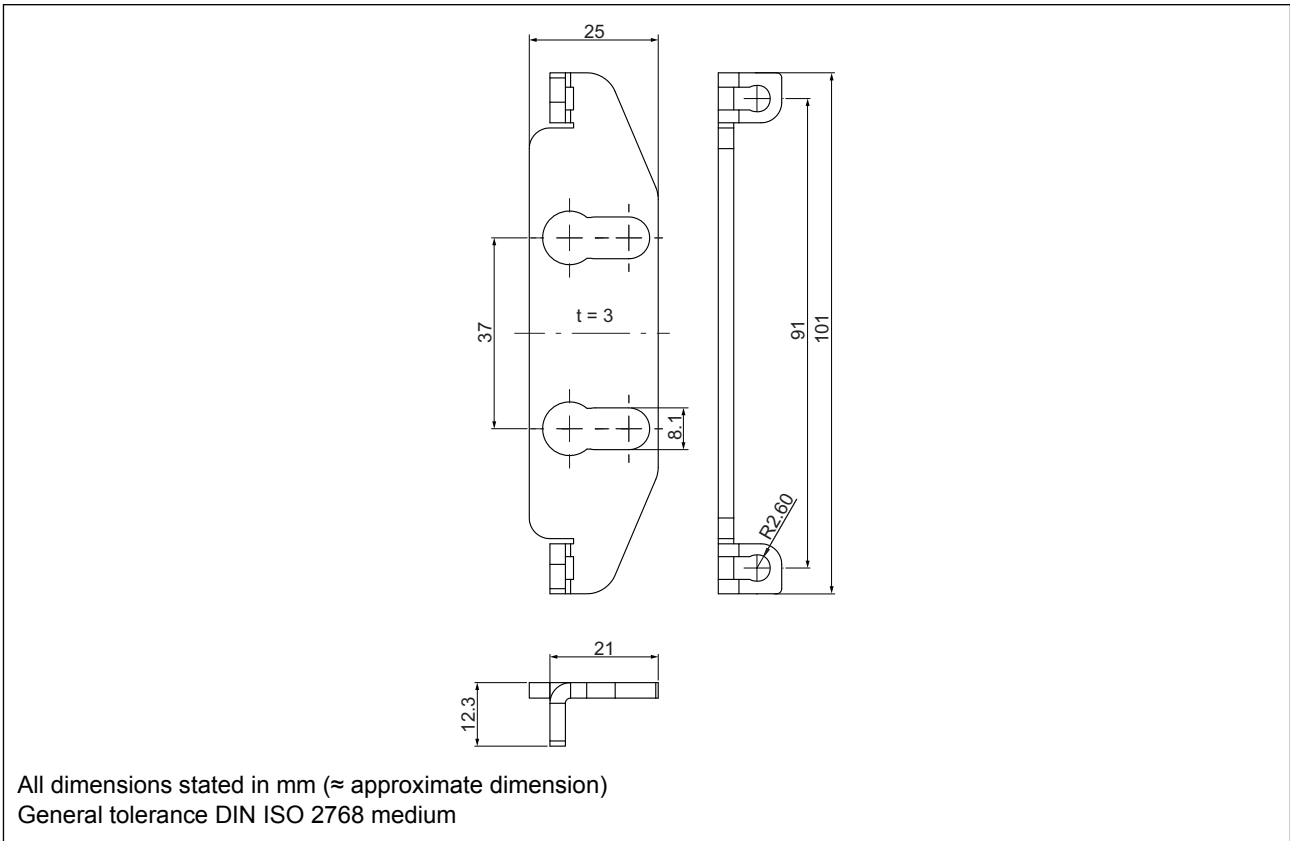 25
37
t = 3
8.1
91
101
R2.60
21
12.3
All dimensions stated in mm (≈ approximate dimension)
General tolerance DIN ISO 2768 medium